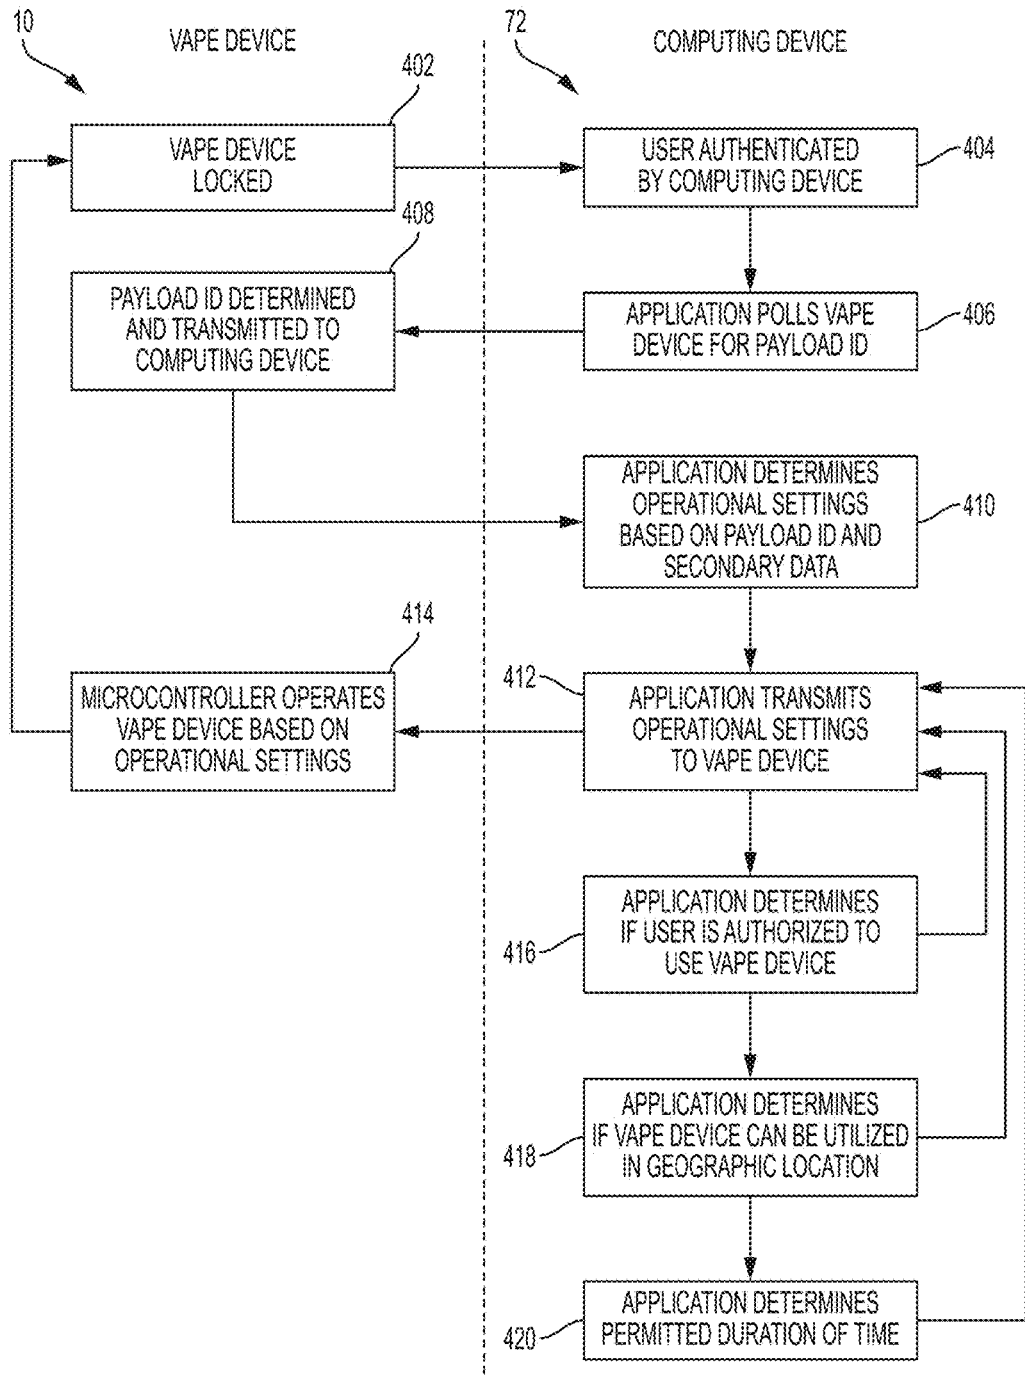 10
VAPE DEVICE
72
COMPUTING DEVICE
402
VAPE DEVICE
LOCKED
USER AUTHENTICATED
BY COMPUTING DEVICE
404
408
PAYLOAD ID DETERMINED
AND TRANSMITTED TO
COMPUTING DEVICE
APPLICATION POLLS VAPE
DEVICE FOR PAYLOAD ID
406
APPLICATION DETERMINES
OPERATIONAL SETTINGS
BASED ON PAYLOAD ID AND
SECONDARY DATA
410
414
MICROCONTROLLER OPERATES
VAPE DEVICE BASED ON
OPERATIONAL SETTINGS
412
APPLICATION TRANSMITS
OPERATIONAL SETTINGS
TO VAPE DEVICE
416
APPLICATION DETERMINES
IF USER IS AUTHORIZED TO
USE VAPE DEVICE
418
APPLICATION DETERMINES
IF VAPE DEVICE CAN BE UTILIZED
IN GEOGRAPHIC LOCATION
420
APPLICATION DETERMINES
PERMITTED DURATION OF TIME